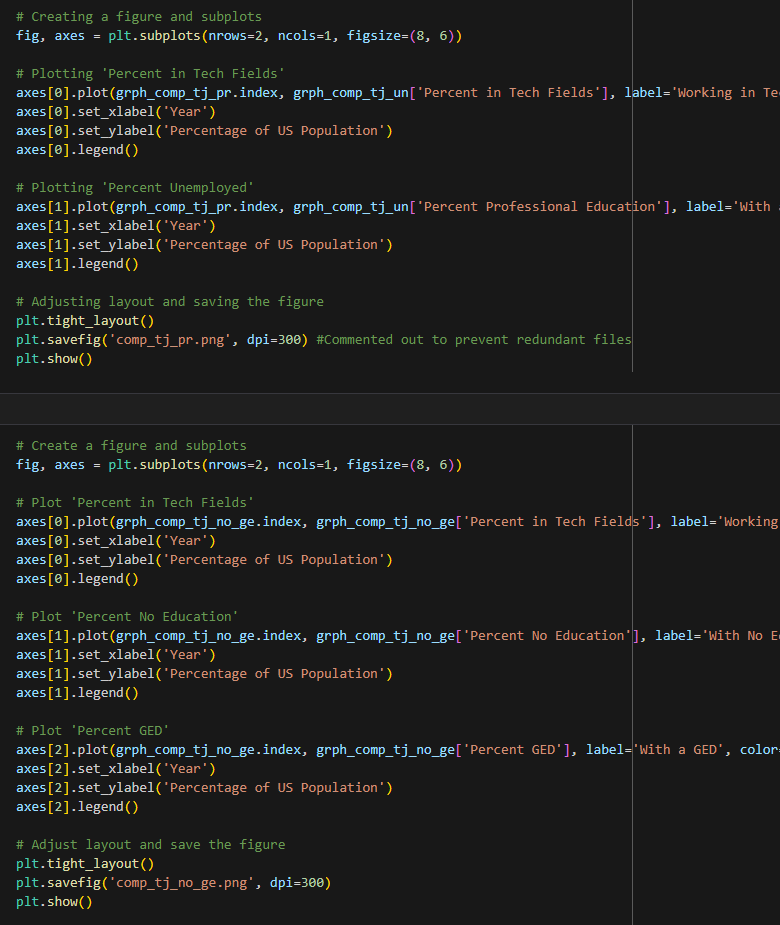 # Creating a figure and subplots
fig, axes = plt.subplots(nrows=2, ncols=1, figsize=(8, 6))
# Plotting 'Percent in Tech Fields'
axes[0].plot(grph_comp_tj_pr.index, grph_comp_tj_un['Percent in Tech Fields'], label='Working in Te
axes[0].set_xlabel('Year')
axes[0].set_ylabel('Percentage of US Population')
axes[0].legend()
# Plotting 'Percent Unemployed'
axes[1].plot(grph_comp_tj_pr.index, grph_comp_tj_un['Percent Professional Education'], label='With
axes[1].set_xlabel('Year')
axes[1].set_ylabel('Percentage of US Population')
axes[1].legend()
# Adjusting layout and saving the figure
plt.tight_layout()
plt.savefig('comp_tj_pr.png', dpi=300) #Commented out to prevent redundant files
plt.show()
# Create a figure and subplots
fig, axes = plt.subplots(nrows=2, ncols=1, figsize=(8, 6))
# Plot 'Percent in Tech Fields'
axes[0].plot(grph_comp_tj_no_ge.index, grph_comp_tj_no_ge['Percent in Tech Fields'], label='Working
axes[0].set_xlabel('Year')
axes[0].set_ylabel('Percentage of US Population')
axes[0].legend()
# Plot 'Percent No Education'
axes[1].plot(grph_comp_tj_no_ge.index, grph_comp_tj_no_ge['Percent No Education'], label='With No E
axes[1].set_xlabel('Year')
axes[1].set_ylabel('Percentage of US Population')
axes[1].legend()
# Plot 'Percent GED'
axes[2].plot(grph_comp_tj_no_ge.index, grph_comp_tj_no_ge['Percent GED'], label='With a GED', color=
axes[2].set_xlabel('Year')
axes[2].set_ylabel('Percentage of US Population')
axes[2].legend()
# Adjust layout and save the figure
plt.tight_layout()
plt.savefig('comp_tj_no_ge.png', dpi=300)
plt.show()